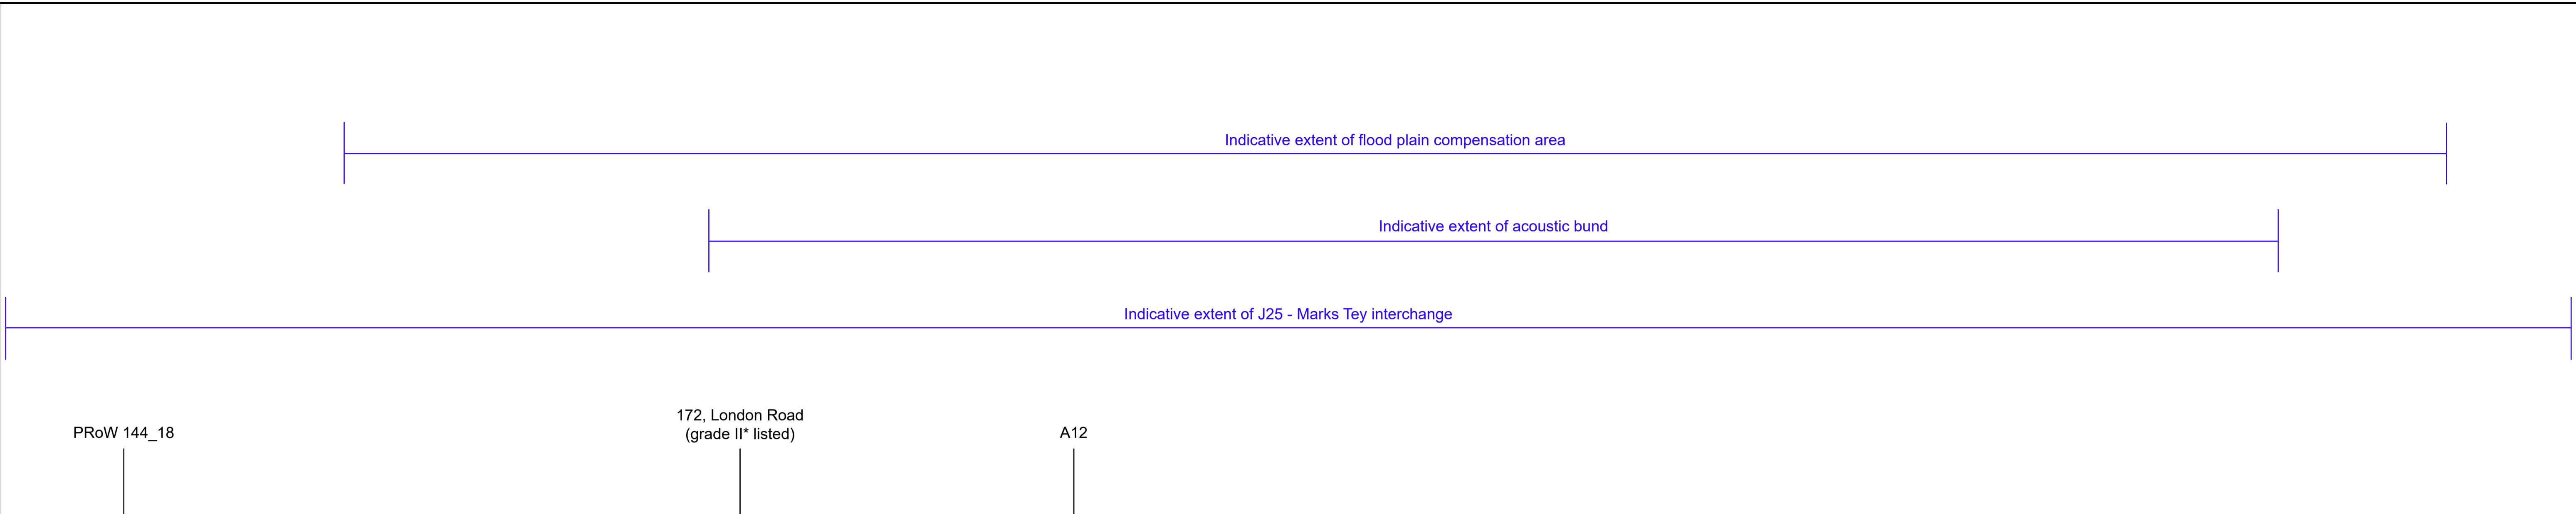 Indicative extent of flood plain compensation area
Indicative extent of acoustic bund
Indicative extent of J25 - Marks Tey interchange
PRoW 144_18
172, London Road
(grade II* listed)
A12